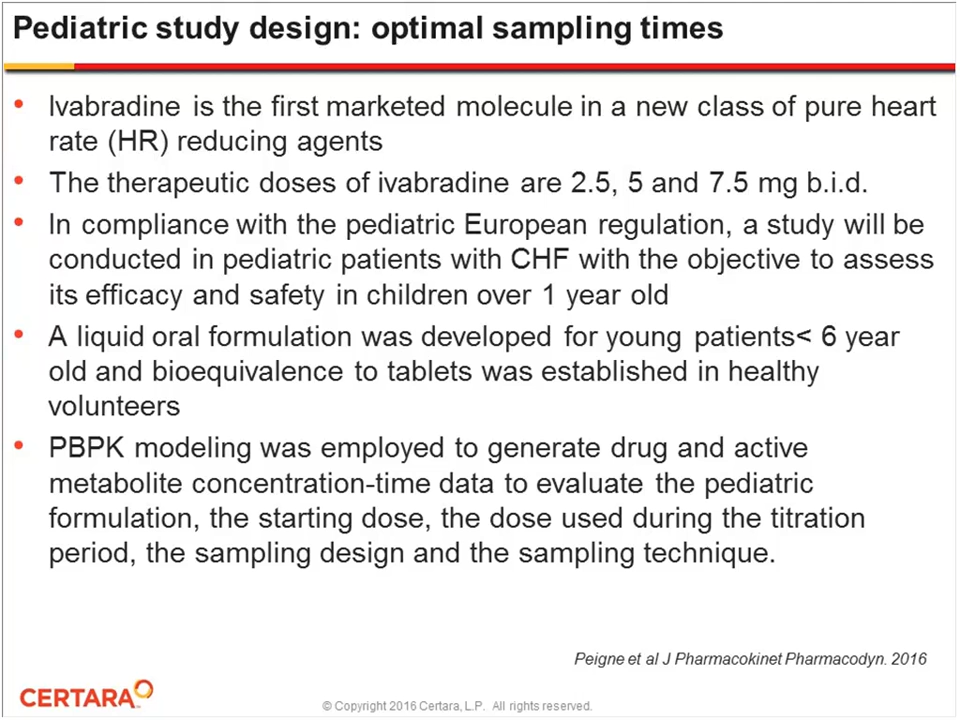 Pediatric study design: optimal sampling times
• Ivabradine is the first marketed molecule in a new class of pure heart
rate (HR) reducing agents
• The therapeutic doses of ivabradine are 2.5, 5 and 7.5 mg b.i.d.
• In compliance with the pediatric European regulation, a study will be
conducted in pediatric patients with CHF with the objective to assess
its efficacy and safety in children over 1 year old
• A liquid oral formulation was developed for young patients< 6 year
old and bioequivalence to tablets was established in healthy
volunteers
• PBPK modeling was employed to generate drug and active
metabolite concentration-time data to evaluate the pediatric
formulation, the starting dose, the dose used during the titration
period, the sampling design and the sampling technique.
Peigne et al J Pharmacokinet Pharmacodyn. 2016
CERTARA
© Copyright 2016 Certara, L.P. All rights reserved.